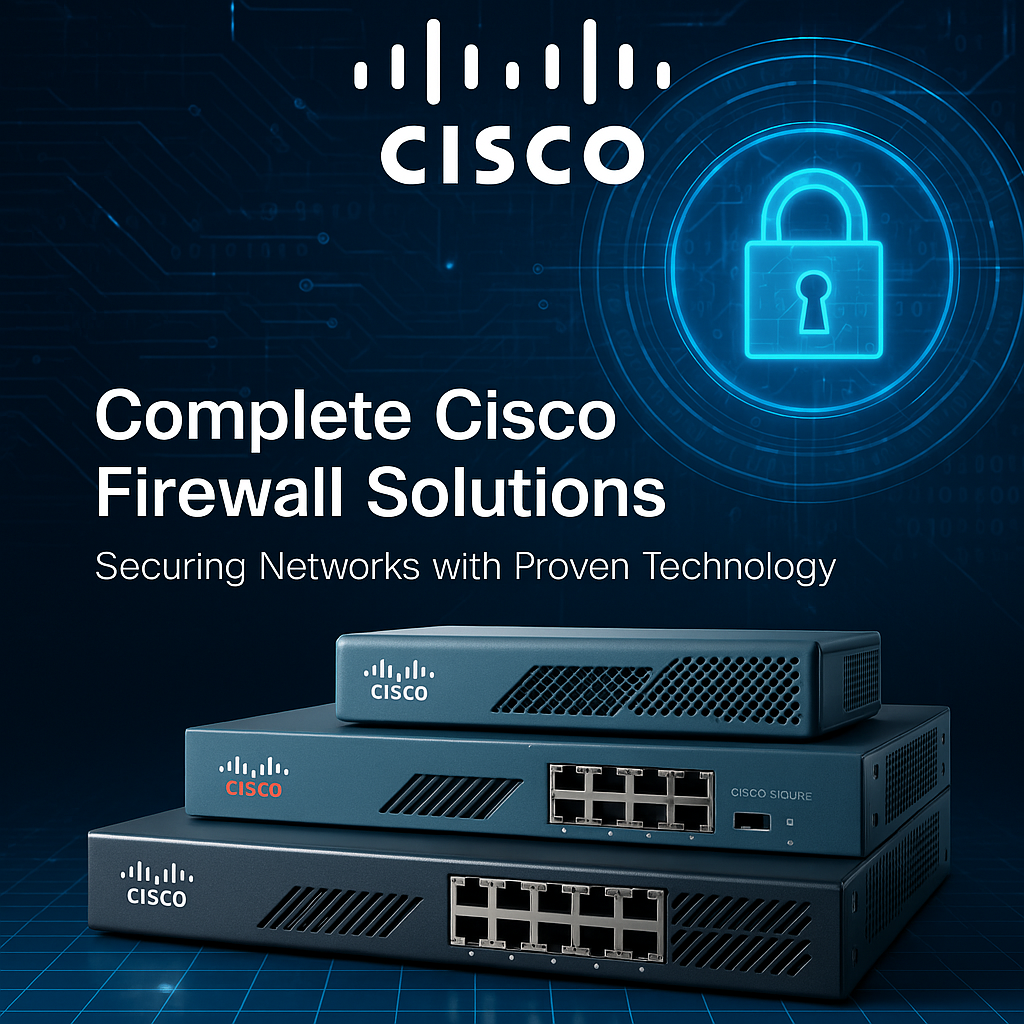 CISCO
Complete Cisco
Firewall Solutions
Securing Networks with Proven Technology
CISCO
CISCO
CISCO SIQURE
CISCO